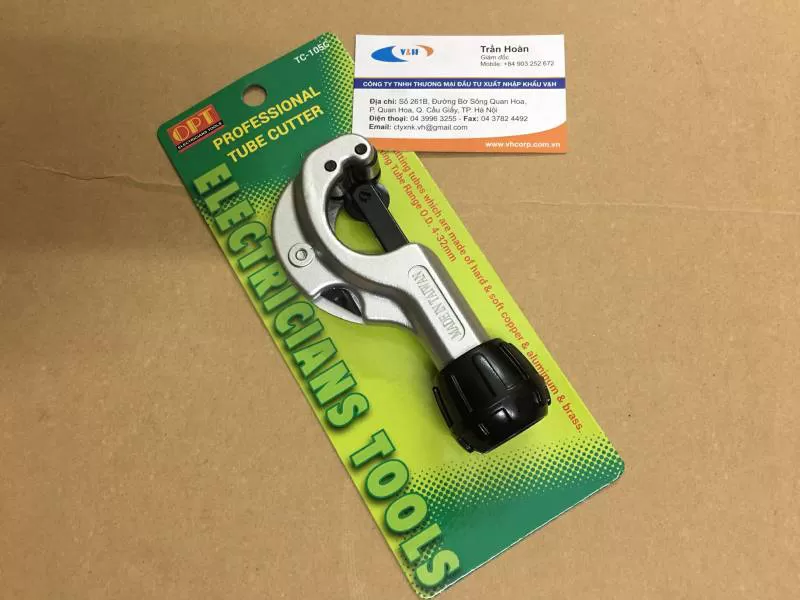 TC-105G
OPT
ELECTRICIANS TOOLS
PROFESSIONAL
TUBE CUTTER
ELECTRICIANS TOOLS
tubes which are made of hard & soft copper & aluminum & brass.
Tube Range O.D. 4-32mm
MADE IN TAIWAN
V&H
Trần Hoàn
Giám đốc
Mobile: +84 903 252 672
CÔNG TY TNHH THƯƠNG MẠI ĐẦU TƯ XUẤT NHẬP KHẨU V&H
Địa chỉ: Số 261B, Đường Bờ Sông Quan Hoa,
P. Quan Hoa, Q. Cầu Giấy, TP. Hà Nội
Điện thoại: 04 3996 3255 - Fax: 04 3782 4492
Email: ctyxnk.vh@gmail.com
www.vhcorp.com.vn